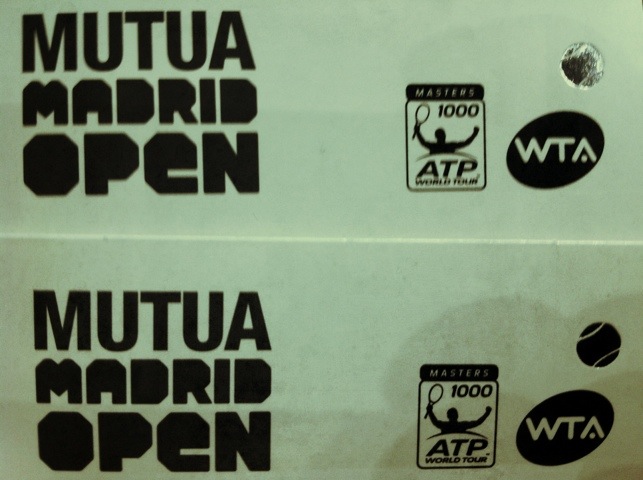 MUTUA
MADRID
OPEN
MASTERS
1000
ATP
WORLD TOUR
WTA
MUTUA
MADRID
OPEN
MASTERS
1000
ATP
WORLD TOUR
WTA